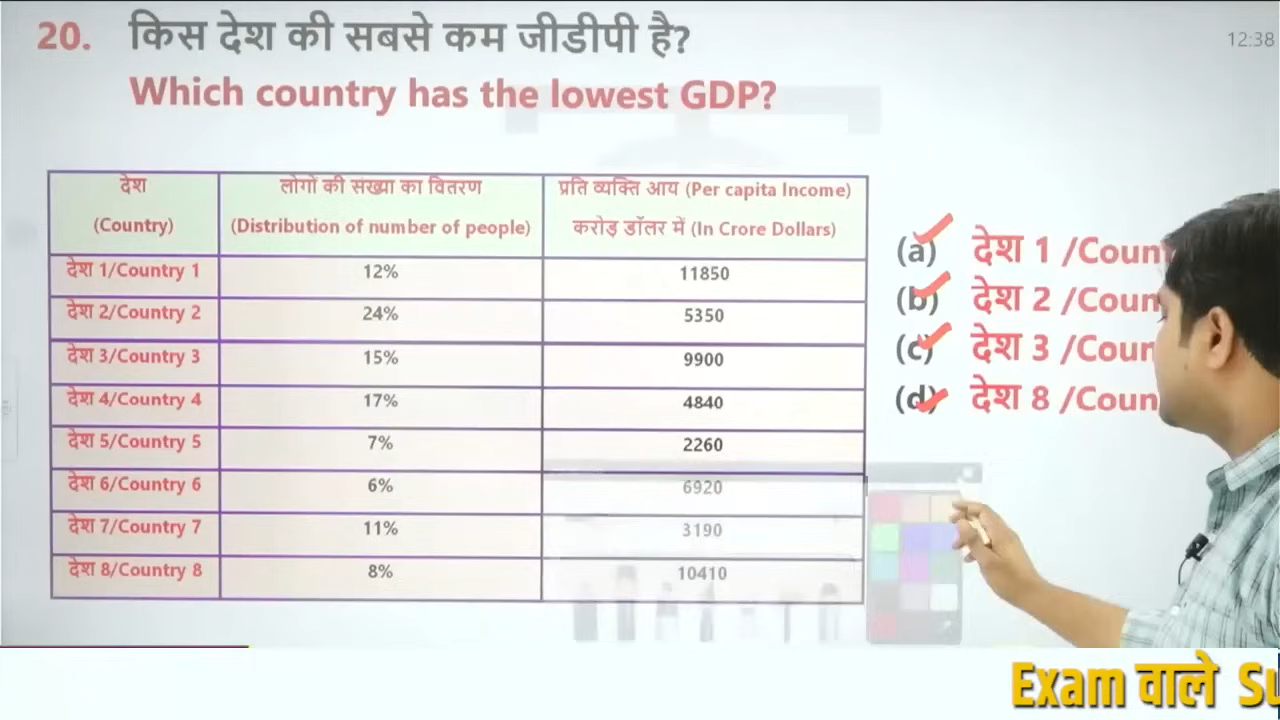 20. किस देश की सबसे कम जीडीपी है?
12:38
Which country has the lowest GDP?
देश लोगों की संख्या का वितरण प्रति व्यक्ति आय (Per capita Income)
(Country) (Distribution of number of people) करोड़ डॉलर में (In Crore Dollars)
देश 1/Country 1 12% 11850
देश 2/Country 2 24% 5350
देश 3/Country 3 15% 9900
देश 4/Country 4 17% 4840
देश 5/Country 5 7% 2260
देश 6/Country 6 6% 6920
देश 7/Country 7 11% 3190
देश 8/Country 8 8% 10410
(a) देश 1 /Coun
(b) देश 2 /Coun
(c) देश 3 /Coun
(d) देश 8 /Coun
Exam वाले